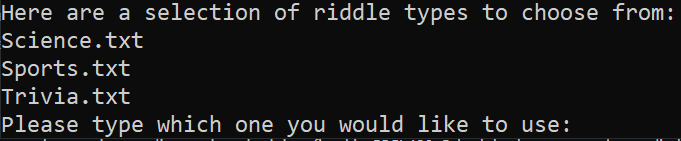 Here are a selection of riddle types to choose from:
Science.txt
Sports.txt
Trivia.txt
Please type which one you would like to use: